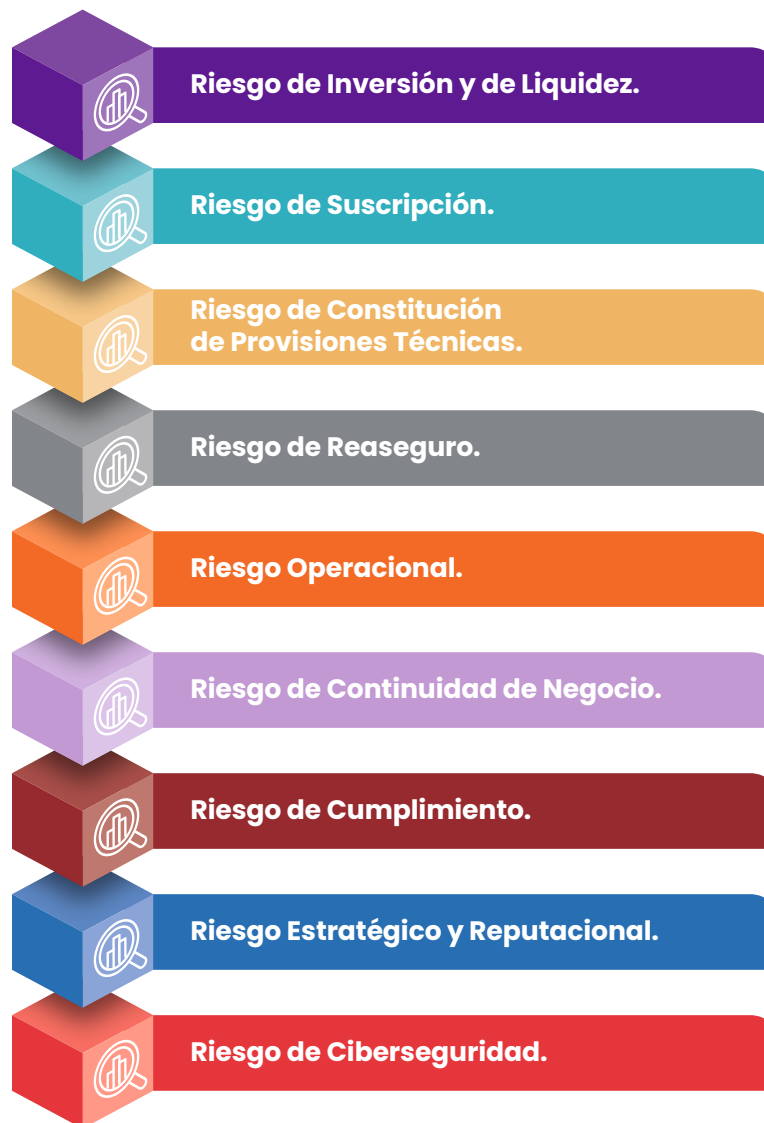 Riesgo de Inversión y de Liquidez.
Riesgo de Suscripción.
Riesgo de Constitución
de Provisiones Técnicas.
Riesgo de Reaseguro.
Riesgo Operacional.
Riesgo de Continuidad de Negocio.
Riesgo de Cumplimiento.
Riesgo Estratégico y Reputacional.
Riesgo de Ciberseguridad.